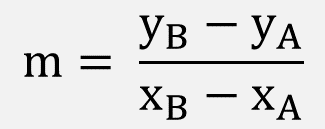 m = (y_B − y_A) / (x_B − x_A)